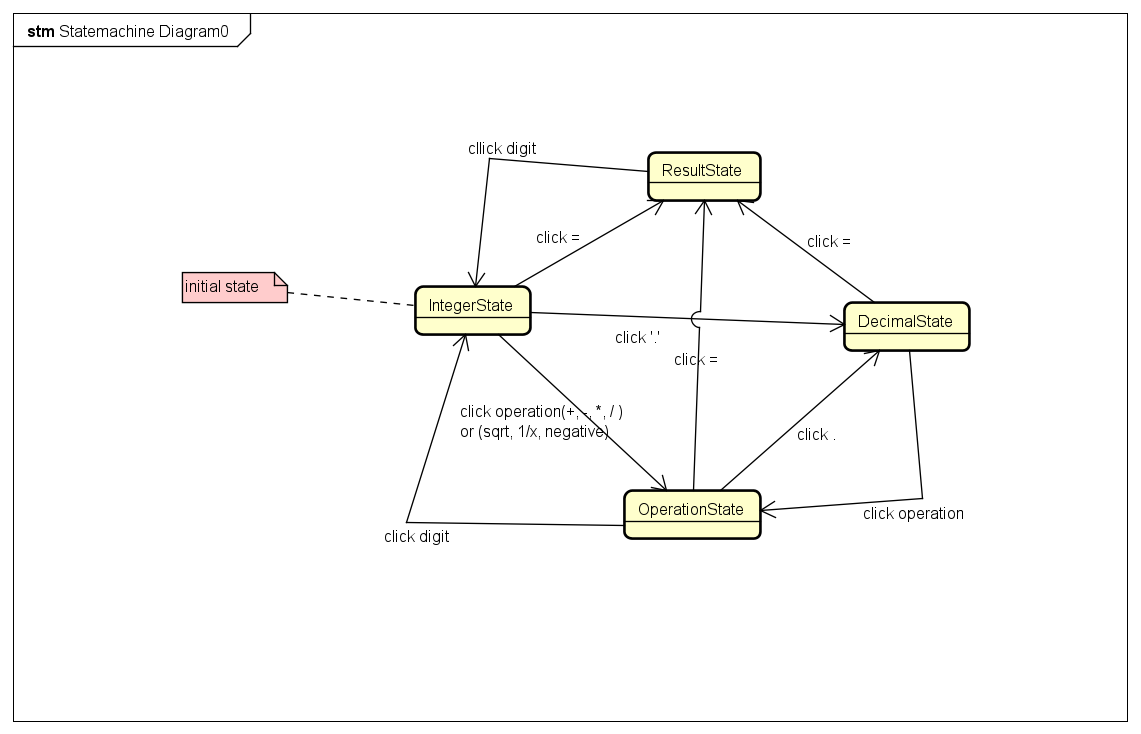 stm Statemachine Diagram0
cllick digit
ResultState
click =
click =
initial state
IntegerState
DecimalState
click '.'
click =
click operation(+, -, *, / )
or (sqrt, 1/x, negative)
click .
OperationState
click operation
click digit